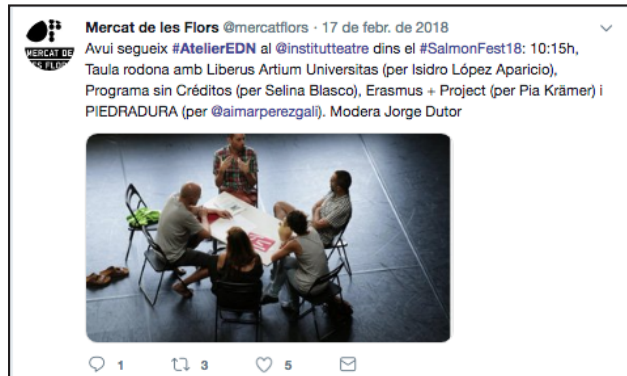 Mercat de les Flors @mercatflors · 17 de febr. de 2018
MERCAT DE
LES FLORS
Avui segueix #AtelierEDN al @institutteatre dins el #SalmonFest18: 10:15h,
Taula rodona amb Liberus Artium Universitas (per Isidro López Aparicio),
Programa sin Créditos (per Selina Blasco), Erasmus + Project (per Pia Krämer) i
PIEDRADURA (per @aimarperezgali). Modera Jorge Dutor
1 3 5